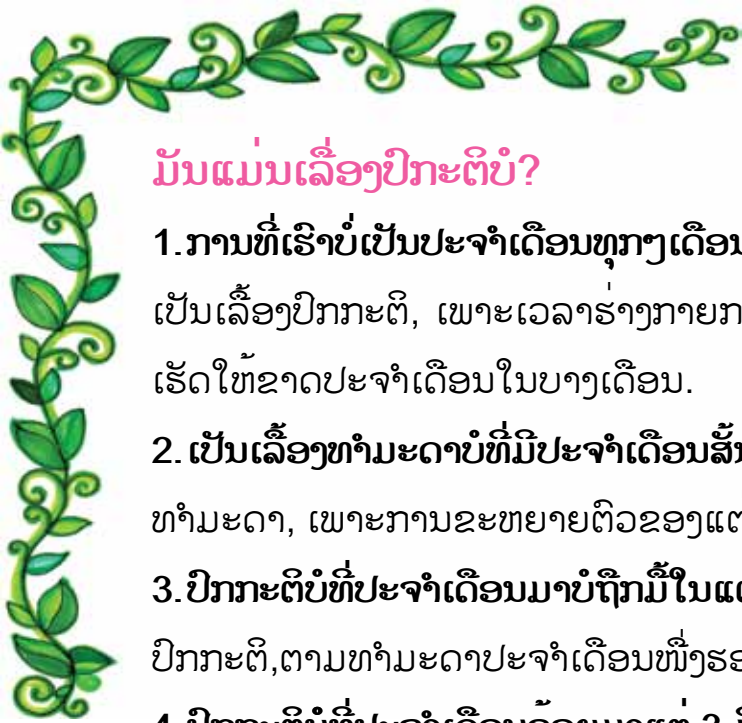 ມັນແມ່ນເລື່ອງປົກະຕິບໍ?
1.ການທີ່ເຮົາບໍ່ເປັນປະຈຳເດືອນທຸກໆເດືອນ
ເປັນເລື້ອງປົກກະຕິ, ເພາະເວລາຮ່າງກາຍກ
ເຮັດໃຫ້ຂາດປະຈຳເດືອນໃນບາງເດືອນ.
2.ເປັນເລື້ອງທຳມະດາບໍທີ່ມີປະຈຳເດືອນສັ້ນ
ທຳມະດາ, ເພາະການຂະຫຍາຍຕົວຂອງແຕ່
3.ປົກກະຕິບໍທີ່ປະຈຳເດືອນມາບໍ່ຖືກມື້ໃນແຕ່
ປົກກະຕິ,ຕາມທຳມະດາປະຈຳເດືອນໜຶ່ງຮອ